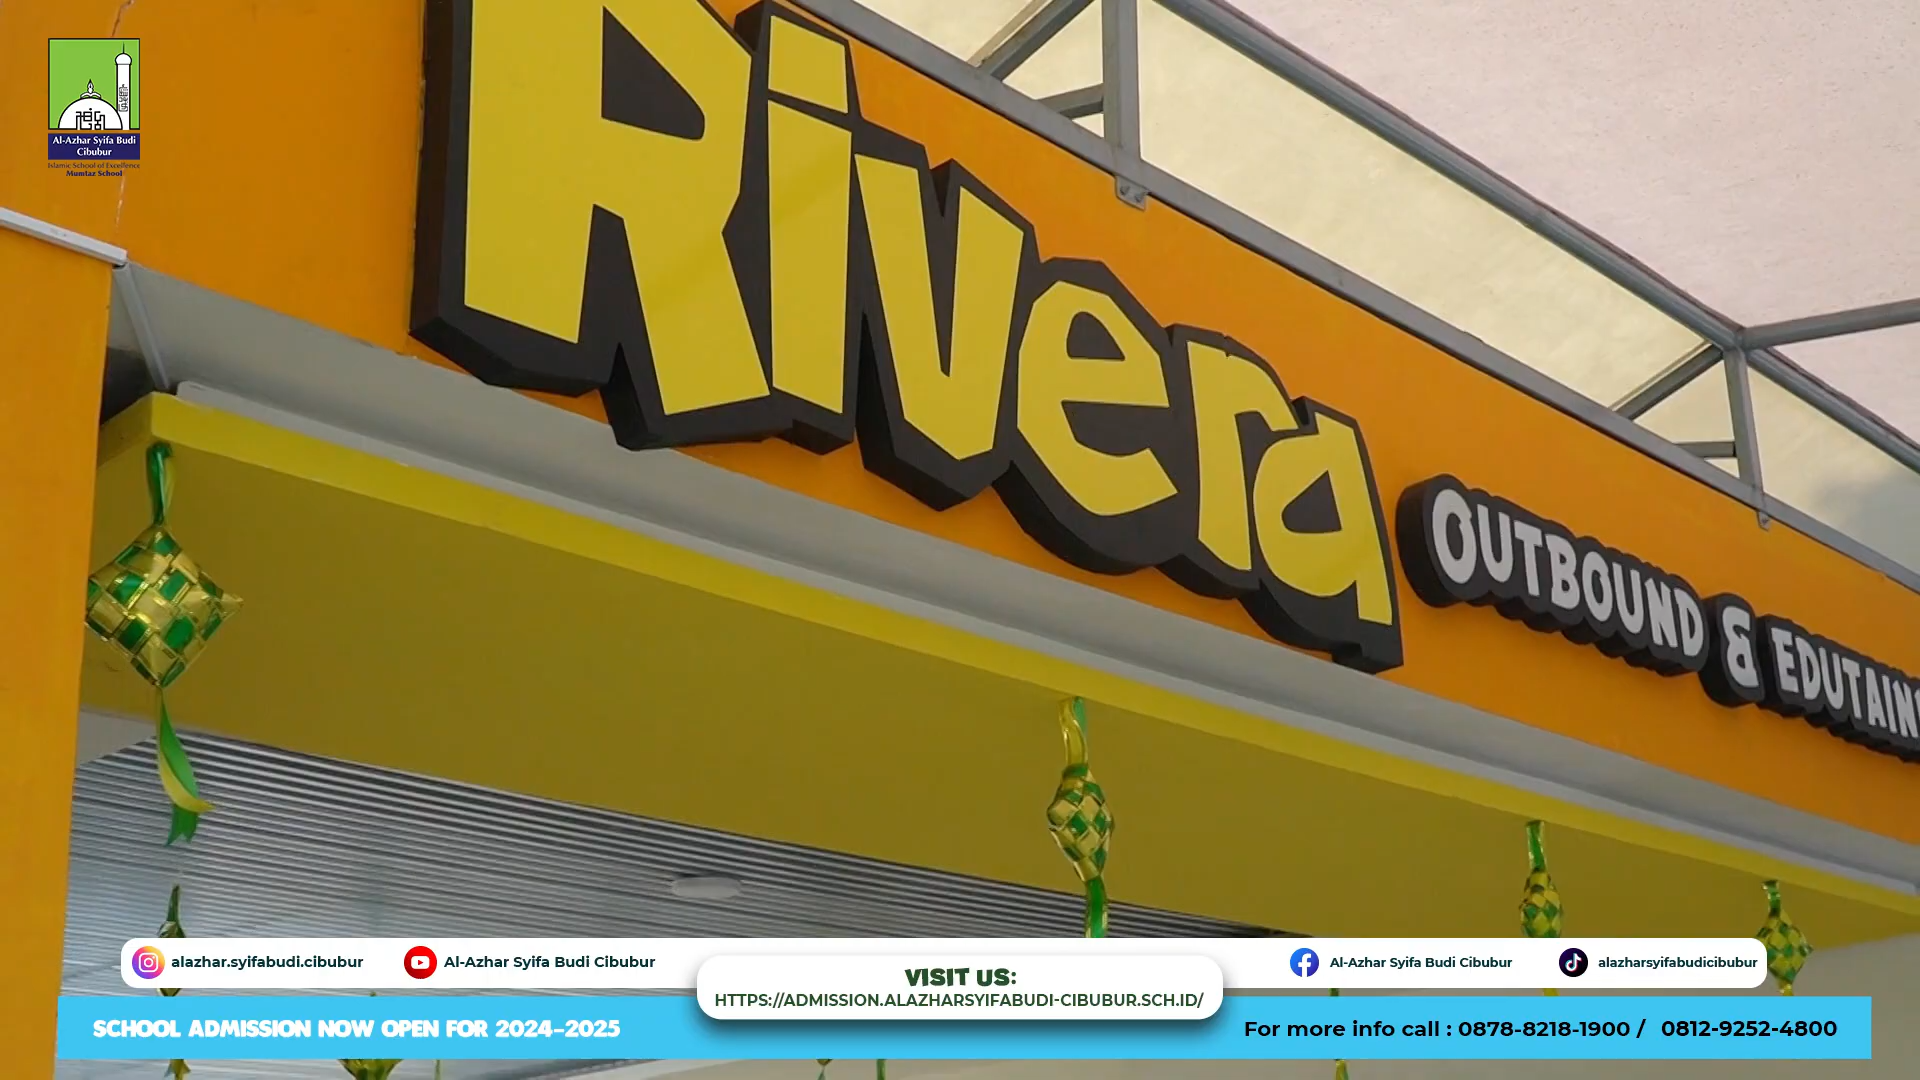 Al-Azhar Syifa Budi
Cibubur
Islamic School of Excellence
Mumtaz School
Rivera
OUTBOUND & EDUTAIN
alazhar.syifabudi.cibubur
Al-Azhar Syifa Budi Cibubur
VISIT US:
HTTPS://ADMISSION.ALAZHARSYIFABUDI-CIBUBUR.SCH.ID/
Al-Azhar Syifa Budi Cibubur
alazharsyifabudicibubur
SCHOOL ADMISSION NOW OPEN FOR 2024-2025
For more info call : 0878-8218-1900 / 0812-9252-4800